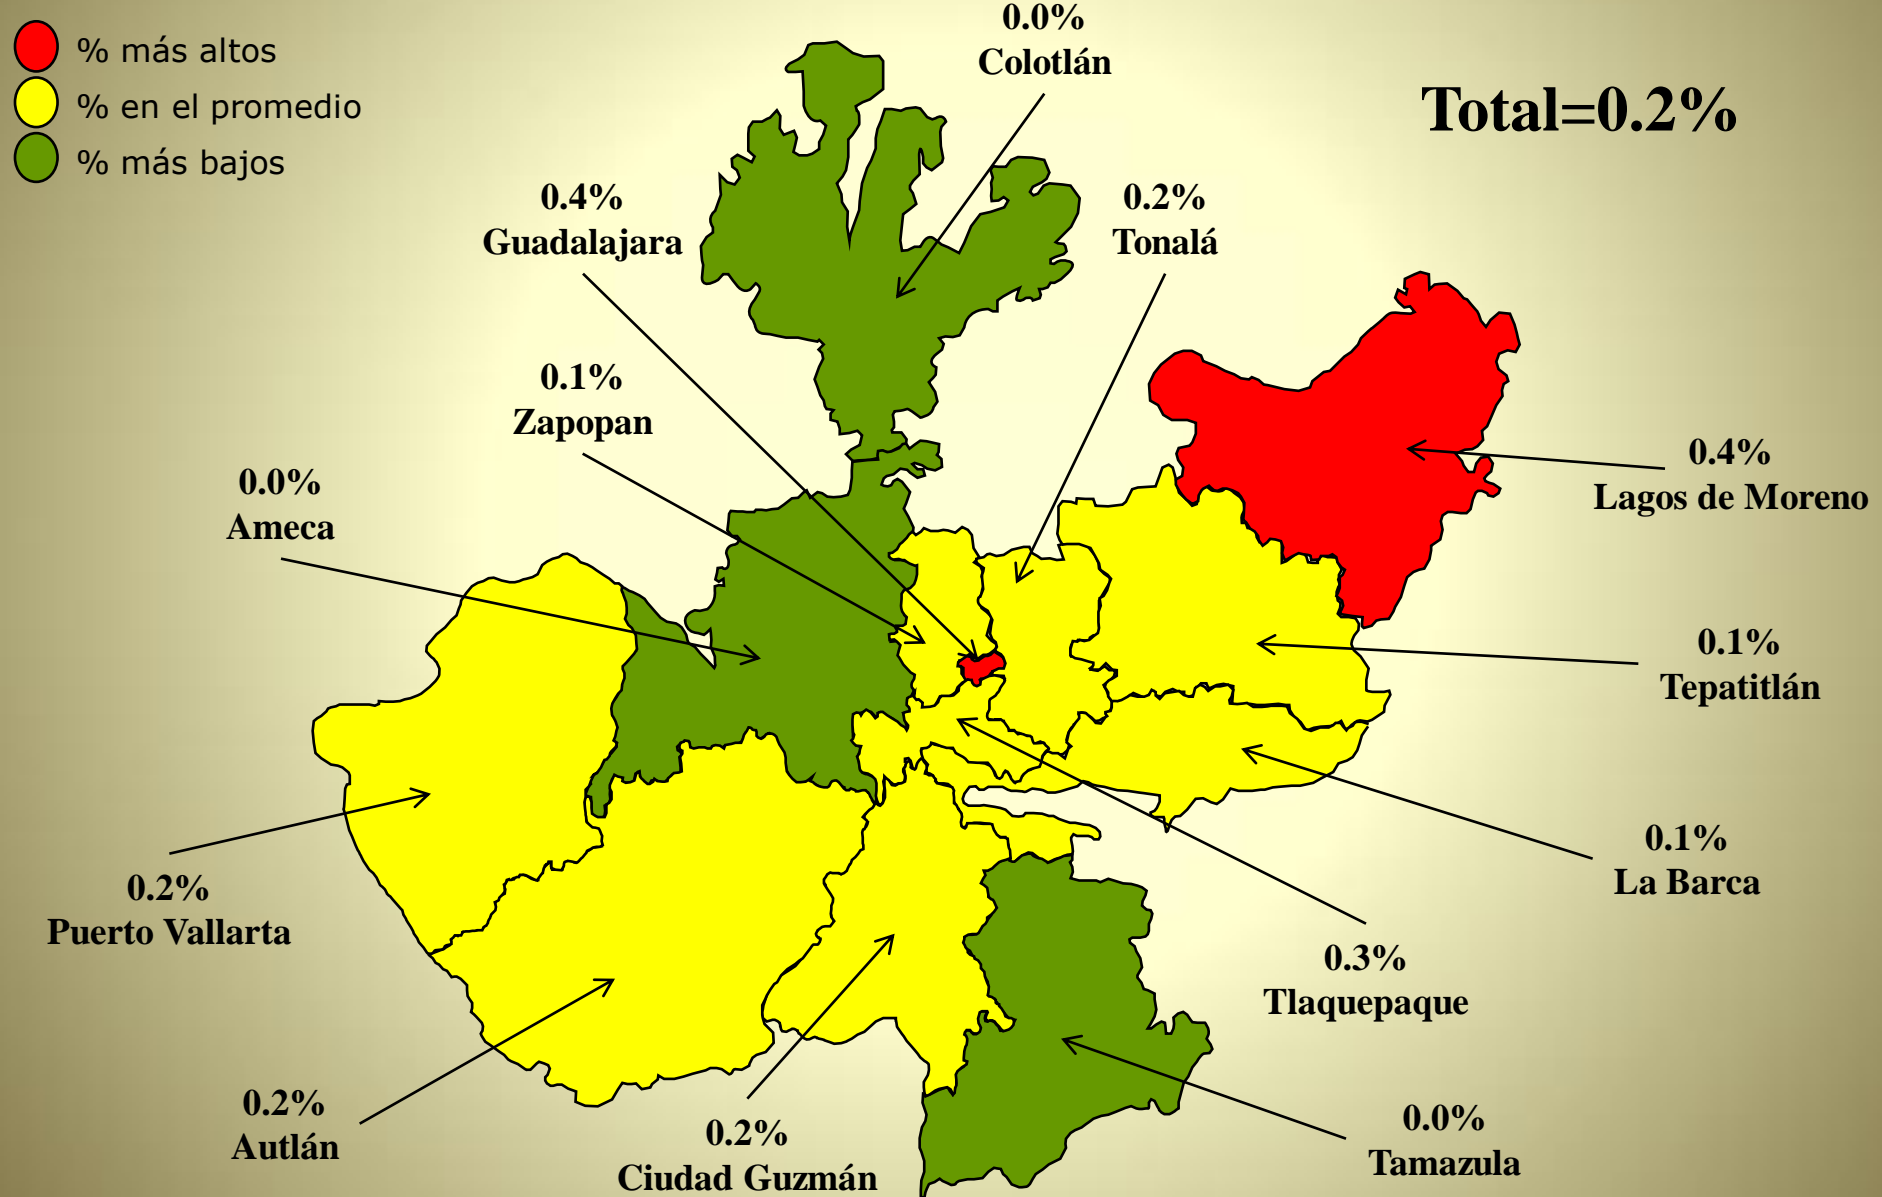 % más altos
% en el promedio
% más bajos
Total=0.2%
0.0%
Colotlán
0.4%
Guadalajara
0.2%
Tonalá
0.1%
Zapopan
0.0%
Ameca
0.4%
Lagos de Moreno
0.1%
Tepatitlán
0.1%
La Barca
0.2%
Puerto Vallarta
0.3%
Tlaquepaque
0.2%
Autlán
0.2%
Ciudad Guzmán
0.0%
Tamazula